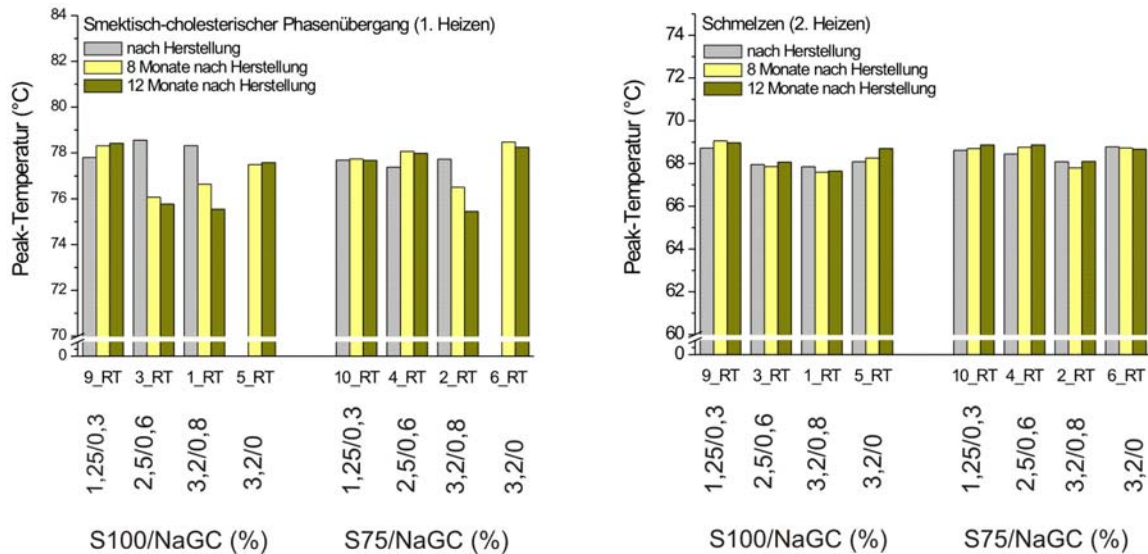 Smektisch-cholesterischer Phasenübergang (1. Heizen)
nach Herstellung
8 Monate nach Herstellung
12 Monate nach Herstellung
Peak-Temperatur (°C)
84
82
80
78
76
74
72
70
0
9_RT 3_RT 1_RT 5_RT 10_RT 4_RT 2_RT 6_RT
1,25/0,3 2,5/0,6 3,2/0,8 3,2/0 1,25/0,3 2,5/0,6 3,2/0,8 3,2/0
S100/NaGC (%) S75/NaGC (%)
Schmelzen (2. Heizen)
nach Herstellung
8 Monate nach Herstellung
12 Monate nach Herstellung
Peak-Temperatur (°C)
74
72
70
68
66
64
62
60
0
9_RT 3_RT 1_RT 5_RT 10_RT 4_RT 2_RT 6_RT
1,25/0,3 2,5/0,6 3,2/0,8 3,2/0 1,25/0,3 2,5/0,6 3,2/0,8 3,2/0
S100/NaGC (%) S75/NaGC (%)